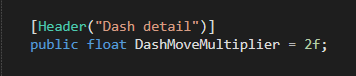 [Header("Dash detail")]
public float DashMoveMultiplier = 2f;